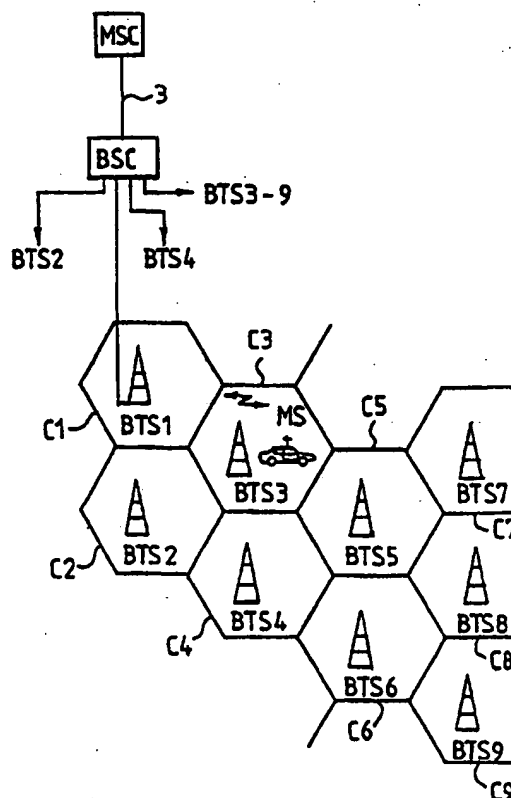 MSC
3
BSC
BTS3-9
BTS2
BTS4
C3
MS
C5
C1
BTS1
BTS3
BTS7
C7
BTS2
BTS5
C2
BTS4
BTS8
C4
C8
BTS6
C6
BTS9
C9